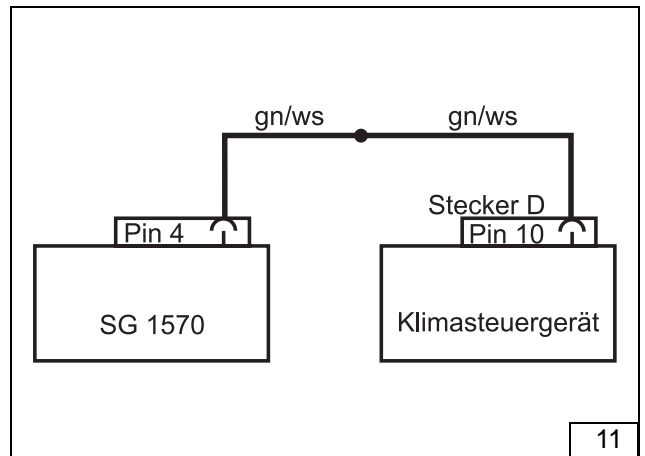 gn/ws gn/ws
Stecker D
Pin 4 Pin 10
SG 1570 Klimasteuergerät
11